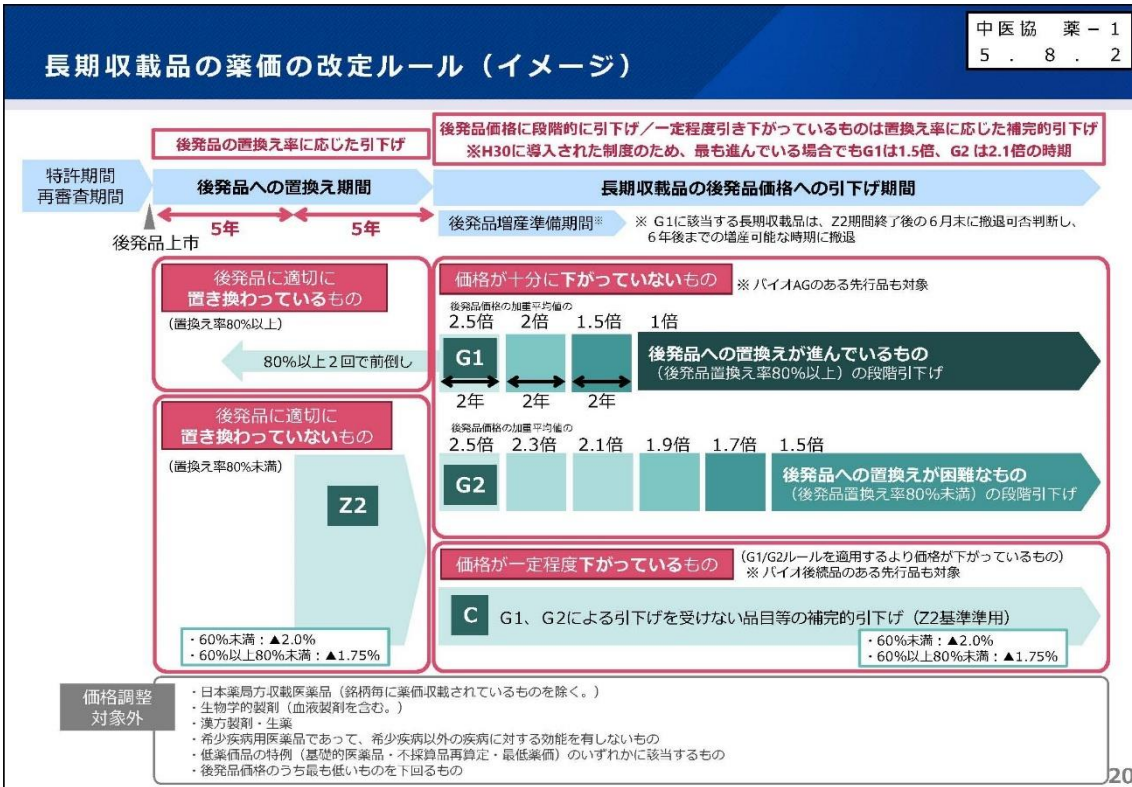 中医協　薬－１
５．８．２
長期収載品の薬価の改定ルール（イメージ）
後発品の置換え率に応じた引下げ
後発品価格に段階的に引下げ／一定程度引き下がっているものは置換え率に応じた補完的引下げ
※H30に導入された制度のため、最も進んでいる場合でもG1は1.5倍、G2 は2.1倍の時期
特許期間
再審査期間
後発品への置換え期間
長期収載品の後発品価格への引下げ期間
5年
5年
後発品上市
後発品増産準備期間※
※ G1に該当する長期収載品は、Z2期間終了後の６月末に撤退可否判断し、
６年後までの増産可能な時期に撤退
後発品に適切に
置き換わっているもの
（置換え率80%以上）
80%以上２回で前倒し
価格が十分に下がっていないもの
※ バイオAGのある先行品も対象
後発品価格の加重平均値の
2.5倍 2倍 1.5倍 1倍
G1
後発品への置換えが進んでいるもの
（後発品置換え率80%以上）の段階引下げ
2年 2年 2年
後発品に適切に
置き換わっていないもの
（置換え率80%未満）
Z2
・60%未満：▲2.0%
・60%以上80%未満：▲1.75%
後発品価格の加重平均値の
2.5倍 2.3倍 2.1倍 1.9倍 1.7倍 1.5倍
G2
後発品への置換えが困難なもの
（後発品置換え率80%未満）の段階引下げ
価格が一定程度下がっているもの
（G1/G2ルールを適用するより価格が下がっているもの）
※ バイオ後続品のある先行品も対象
C
G1、G2による引下げを受けない品目等の補完的引下げ（Z2基準準用）
・60%未満：▲2.0%
・60%以上80%未満：▲1.75%
価格調整
対象外
・日本薬局方収載医薬品（銘柄毎に薬価収載されているものを除く。）
・生物学的製剤（血液製剤を含む。）
・漢方製剤・生薬
・希少疾病用医薬品であって、希少疾病以外の疾病に対する効能を有しないもの
・低薬価品の特例（基礎的医薬品・不採算品再算定・最低薬価）のいずれかに該当するもの
・後発品価格のうち最も低いものを下回るもの
20